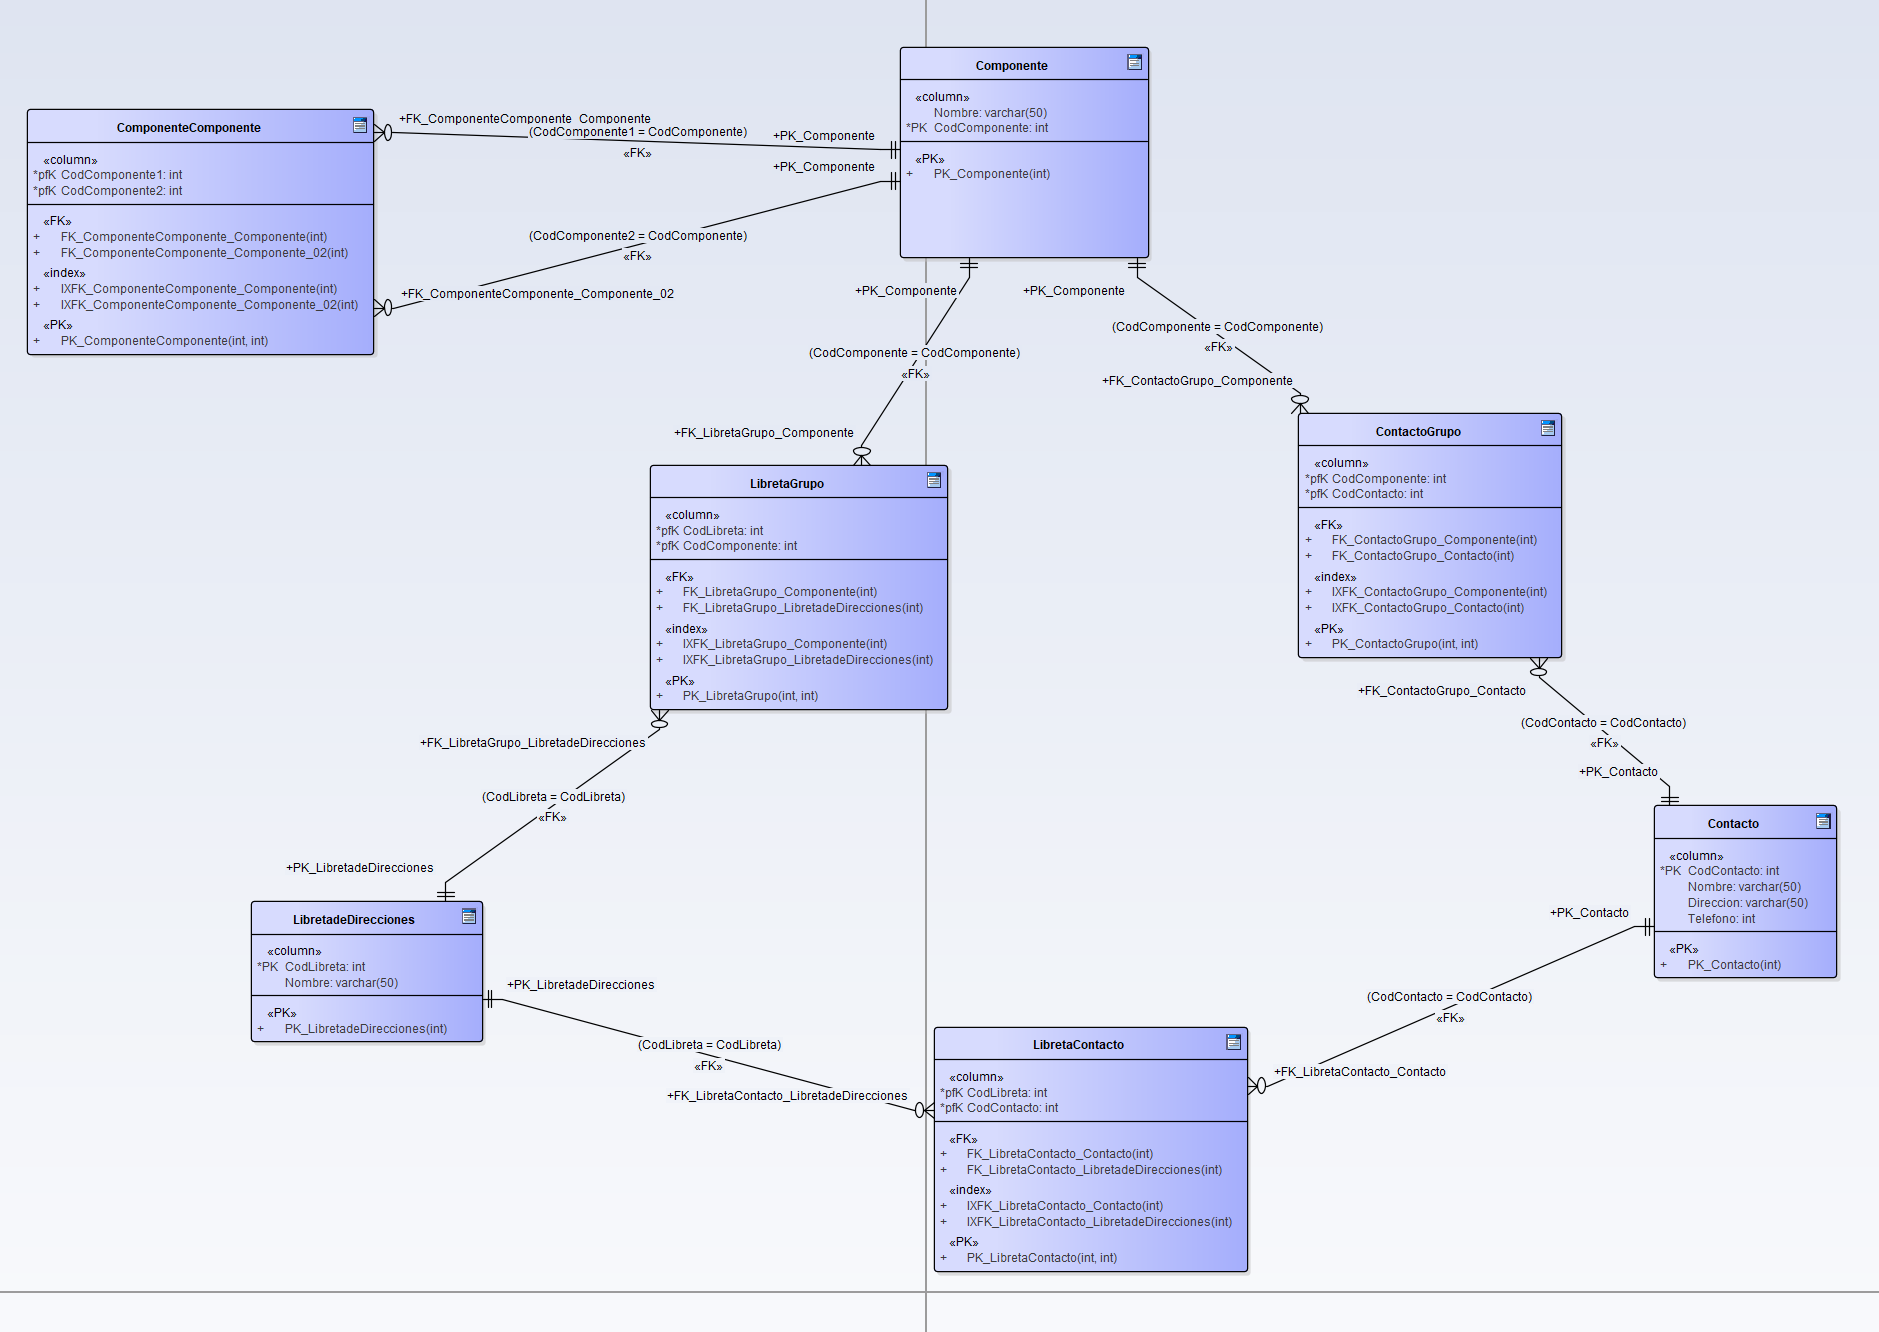 Componente
«column»
Nombre: varchar(50)
*PK CodComponente: int
«PK»
+ PK_Componente(int)
ComponenteComponente
«column»
*pfK CodComponente1: int
*pfK CodComponente2: int
«FK»
+ FK_ComponenteComponente_Componente(int)
+ FK_ComponenteComponente_Componente_02(int)
«index»
+ IXFK_ComponenteComponente_Componente(int)
+ IXFK_ComponenteComponente_Componente_02(int)
«PK»
+ PK_ComponenteComponente(int, int)
+FK_ComponenteComponente_Componente
(CodComponente1 = CodComponente)
«FK»
+PK_Componente
+PK_Componente
(CodComponente2 = CodComponente)
«FK»
+FK_ComponenteComponente_Componente_02
+PK_Componente
(CodComponente = CodComponente)
«FK»
+FK_LibretaGrupo_Componente
+PK_Componente
(CodComponente = CodComponente)
«FK»
+FK_ContactoGrupo_Componente
ContactoGrupo
«column»
*pfK CodComponente: int
*pfK CodContacto: int
«FK»
+ FK_ContactoGrupo_Componente(int)
+ FK_ContactoGrupo_Contacto(int)
«index»
+ IXFK_ContactoGrupo_Componente(int)
+ IXFK_ContactoGrupo_Contacto(int)
«PK»
+ PK_ContactoGrupo(int, int)
LibretaGrupo
«column»
*pfK CodLibreta: int
*pfK CodComponente: int
«FK»
+ FK_LibretaGrupo_Componente(int)
+ FK_LibretaGrupo_LibretadeDirecciones(int)
«index»
+ IXFK_LibretaGrupo_Componente(int)
+ IXFK_LibretaGrupo_LibretadeDirecciones(int)
«PK»
+ PK_LibretaGrupo(int, int)
+FK_ContactoGrupo_Contacto
(CodContacto = CodContacto)
«FK»
+PK_Contacto
+FK_LibretaGrupo_LibretadeDirecciones
(CodLibreta = CodLibreta)
«FK»
+PK_LibretadeDirecciones
Contacto
«column»
*PK CodContacto: int
Nombre: varchar(50)
Direccion: varchar(50)
Telefono: int
«PK»
+ PK_Contacto(int)
LibretadeDirecciones
«column»
*PK CodLibreta: int
Nombre: varchar(50)
«PK»
+ PK_LibretadeDirecciones(int)
+PK_Contacto
(CodContacto = CodContacto)
«FK»
+FK_LibretaContacto_Contacto
+PK_LibretadeDirecciones
(CodLibreta = CodLibreta)
«FK»
+FK_LibretaContacto_LibretadeDirecciones
LibretaContacto
«column»
*pfK CodLibreta: int
*pfK CodContacto: int
«FK»
+ FK_LibretaContacto_Contacto(int)
+ FK_LibretaContacto_LibretadeDirecciones(int)
«index»
+ IXFK_LibretaContacto_Contacto(int)
+ IXFK_LibretaContacto_LibretadeDirecciones(int)
«PK»
+ PK_LibretaContacto(int, int)